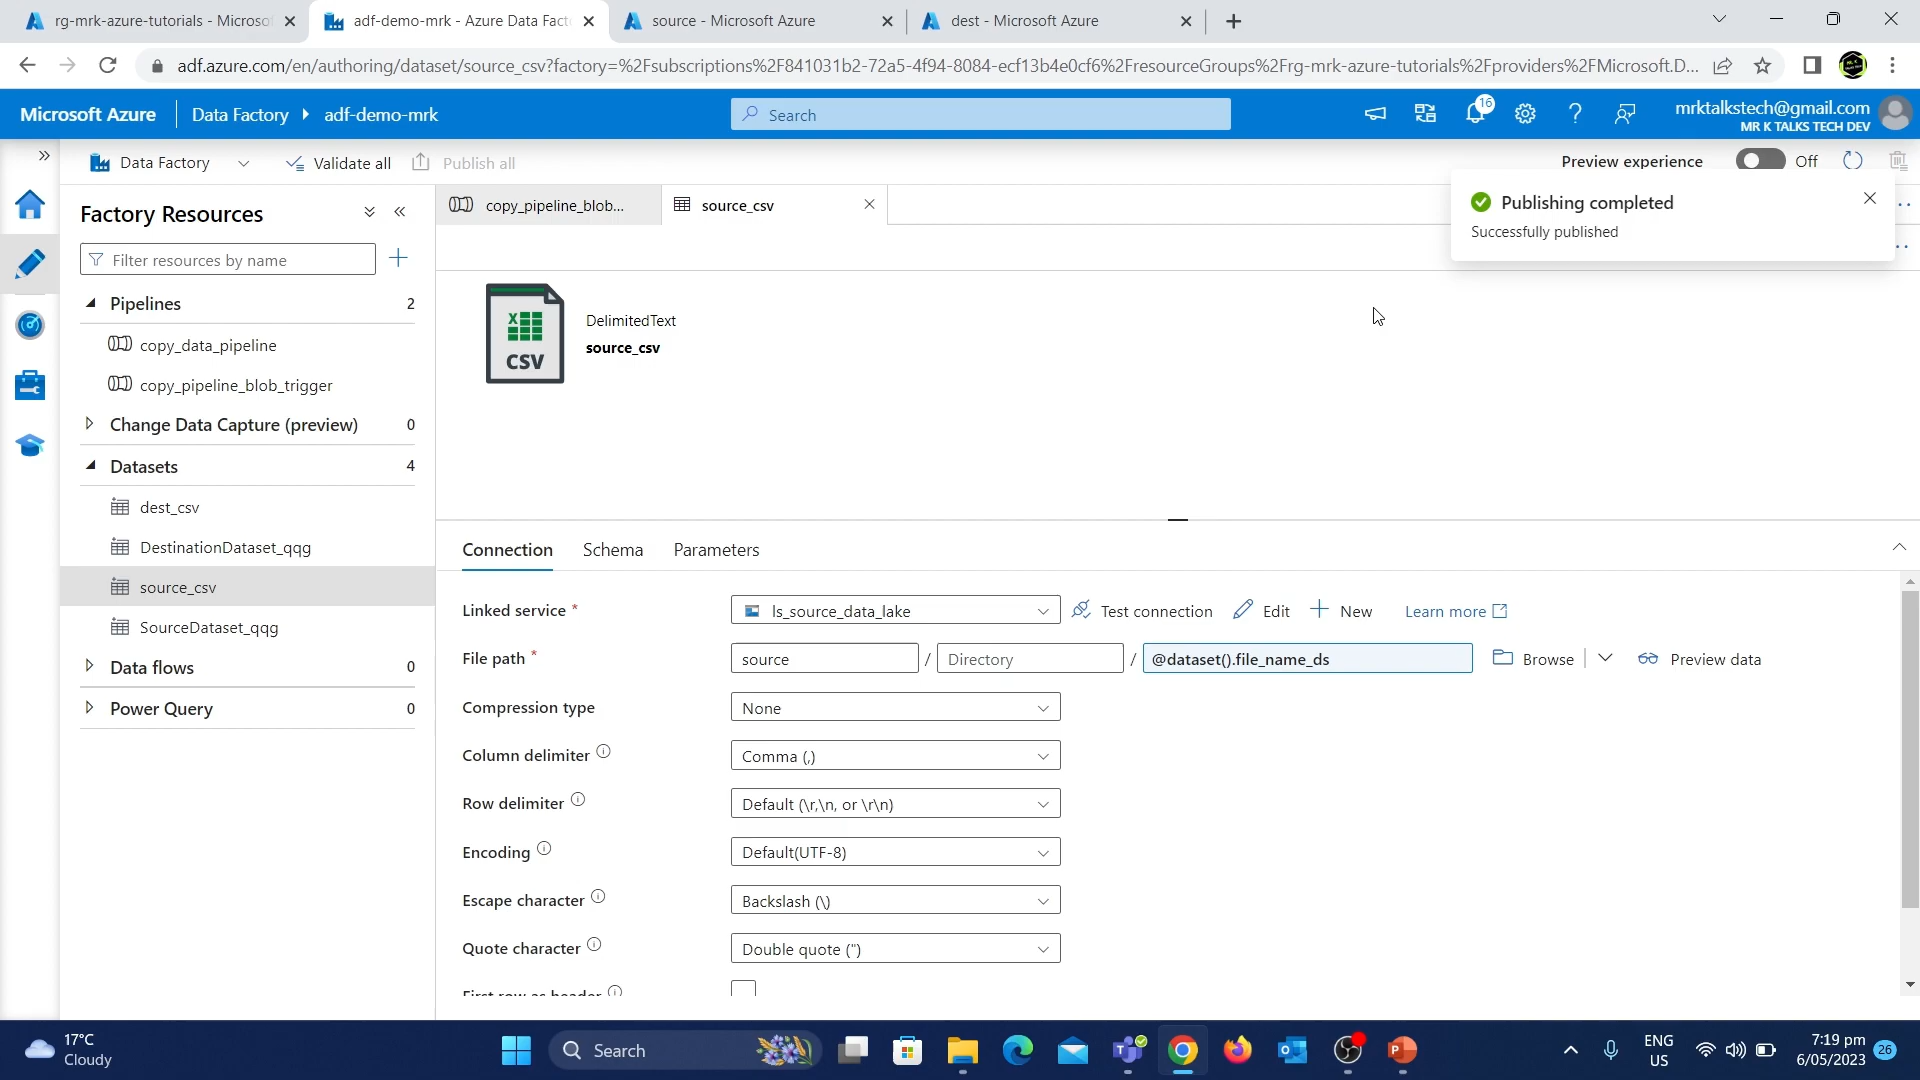 rg-mrk-azure-tutorials - Microsof
adf-demo-mrk - Azure Data Fact
source - Microsoft Azure
dest - Microsoft Azure
adf.azure.com/en/authoring/dataset/source_csv?factory=%2Fsubscriptions%2F841031b2-72a5-4f94-8084-ecf13b4e0cf6%2FresourceGroups%2Frg-mrk-azure-tutorials%2Fproviders%2FMicrosoft.D...
Microsoft Azure
Data Factory
adf-demo-mrk
Search
16
mrktalkstech@gmail.com
MR K TALKS TECH DEV
Data Factory
Validate all
Publish all
Preview experience
Off
Factory Resources
Filter resources by name
Pipelines 2
copy_data_pipeline
copy_pipeline_blob_trigger
Change Data Capture (preview) 0
Datasets 4
dest_csv
DestinationDataset_qqg
source_csv
SourceDataset_qqg
Data flows 0
Power Query 0
copy_pipeline_blob...
source_csv
Publishing completed
Successfully published
X
CSV
DelimitedText
source_csv
Connection
Schema
Parameters
Linked service *
ls_source_data_lake
Test connection
Edit
New
Learn more
File path *
source
/
Directory
/
@dataset().file_name_ds
Browse
Preview data
Compression type
None
Column delimiter
Comma (,)
Row delimiter
Default (\r,\n, or \r\n)
Encoding
Default(UTF-8)
Escape character
Backslash (\)
Quote character
Double quote (")
First row as header
17°C
Cloudy
Search
ENG
US
7:19 pm
6/05/2023
26